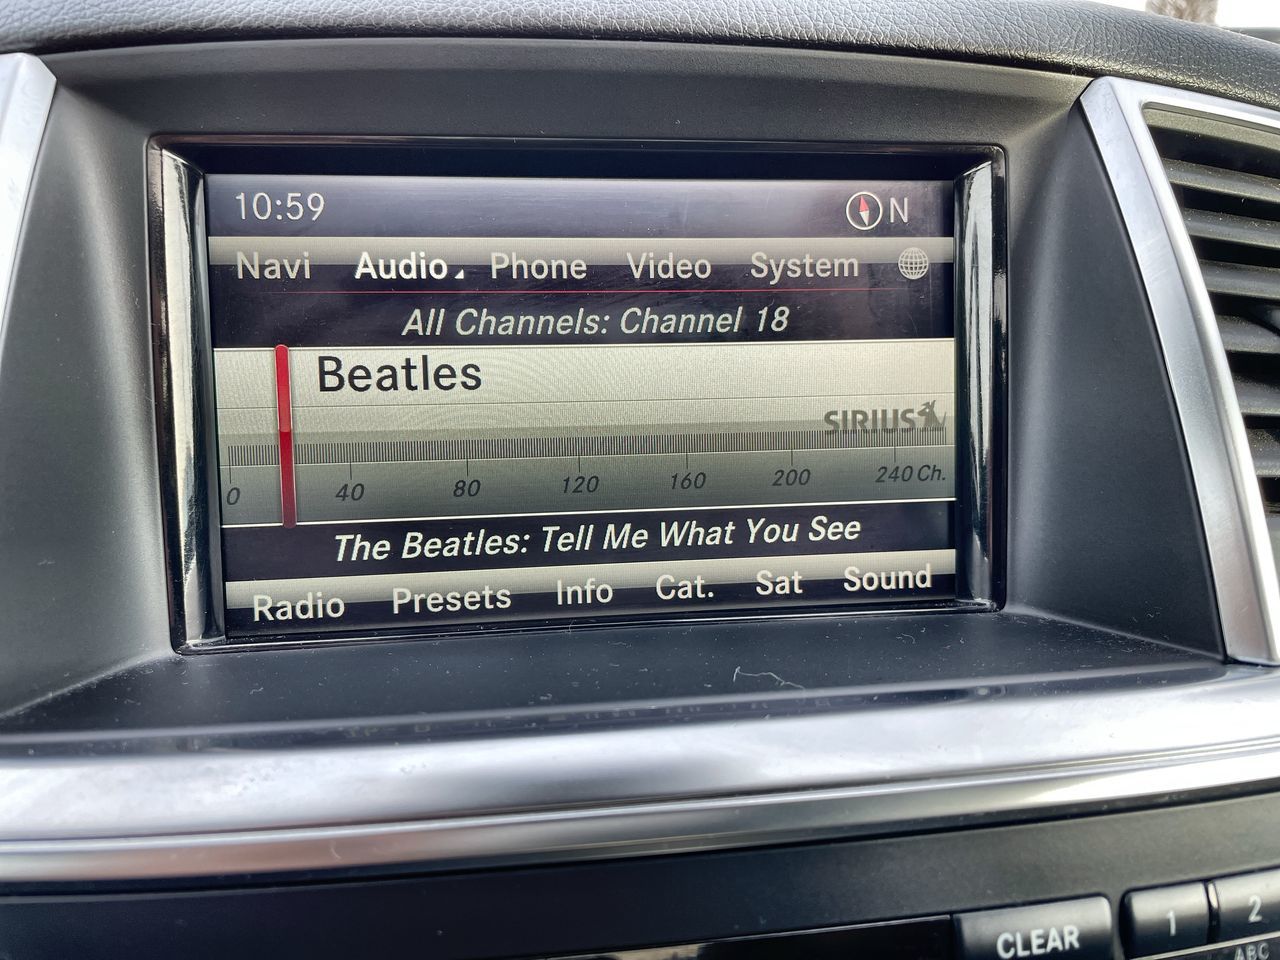 10:59 N
Navi Audio Phone Video System
All Channels: Channel 18
Beatles
SIRIUS
0 40 80 120 160 200 240 Ch.
The Beatles: Tell Me What You See
Radio Presets Info Cat. Sat Sound
CLEAR 1 2
ABC